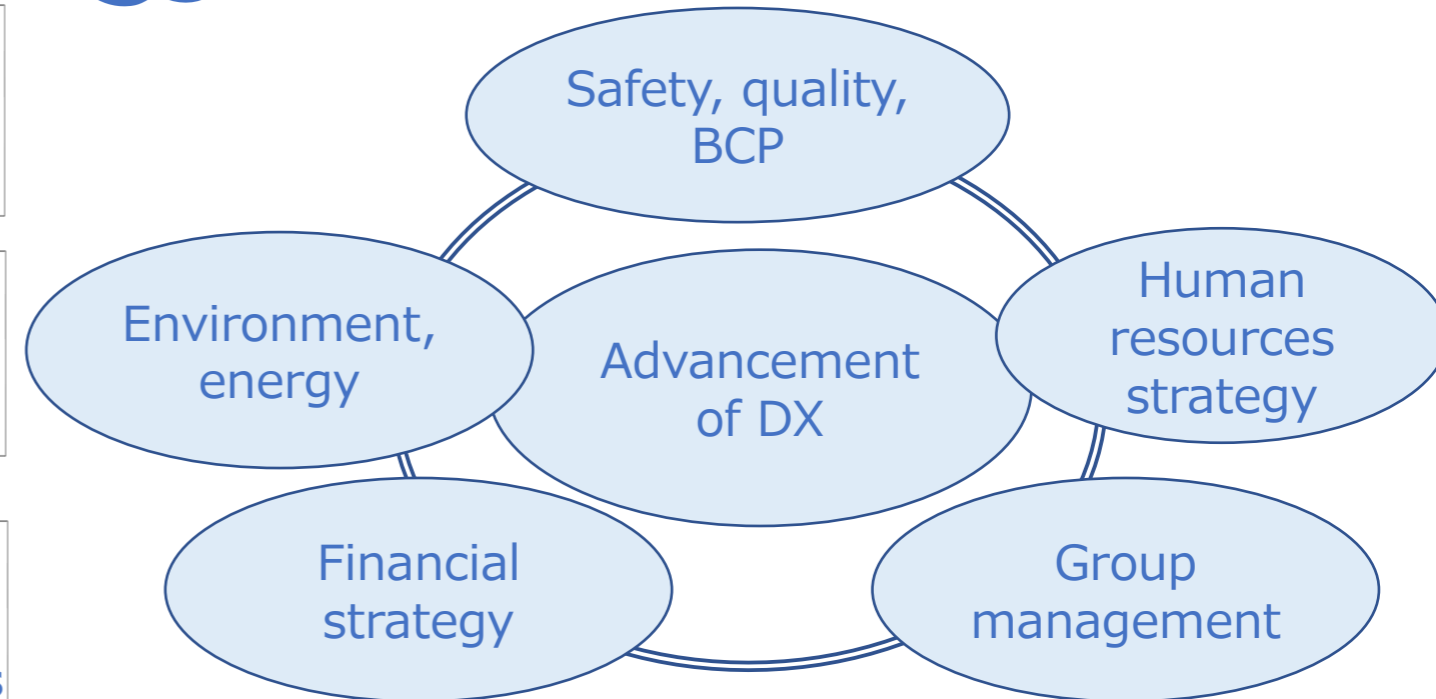 Safety, quality,
BCP
Environment,
energy
Advancement
of DX
Human
resources
strategy
Financial
strategy
Group
management